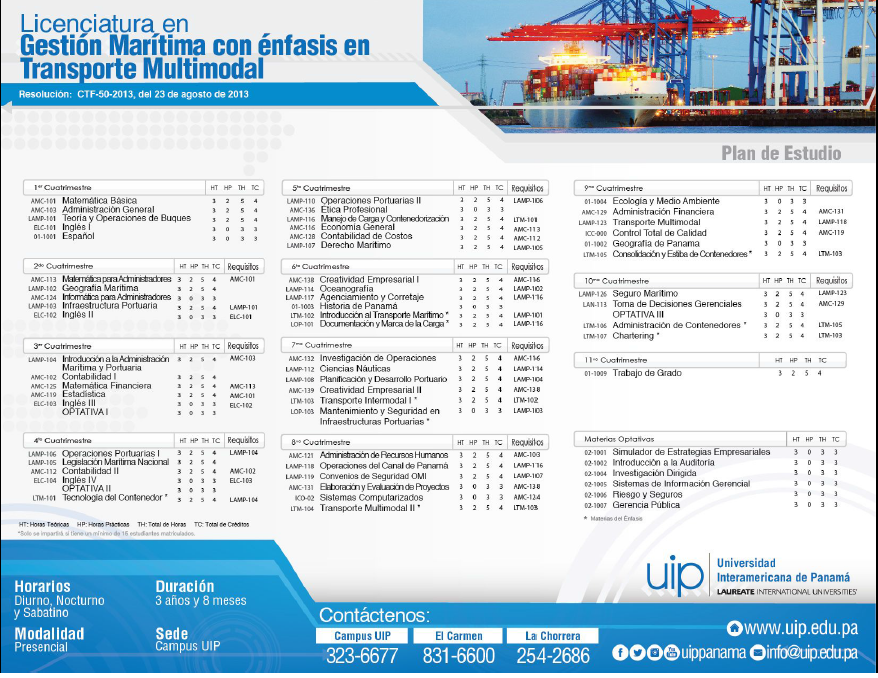 Licenciatura en
Gestión Marítima con énfasis en
Transporte Multimodal
Resolución: CTF-50-2013, del 23 de agosto de 2013
Plan de Estudio
1er Cuatrimestre HT HP TH TC
AMC-101 Matemática Básica 3 2 5 4
AMC-103 Administración General 3 2 5 4
LAMP-101 Teoría y Operaciones de Buques 3 2 5 4
ELC-101 Inglés I 3 0 3 3
01-1001 Español 3 0 3 3
2do Cuatrimestre HT HP TH TC Requisitos
AMC-113 Matemática para Administradores 3 2 5 4 AMC-101
LAMP-102 Geografía Marítima 3 2 5 4
AMC-124 Informática para Administradores 3 0 3 3
LAMP-103 Infraestructura Portuaria 3 2 5 4 LAMP-101
ELC-102 Inglés II 3 0 3 3 ELC-101
3er Cuatrimestre HT HP TH TC Requisitos
LAMP-104 Introducción a la Administración 3 2 5 4 AMC-103
Marítima y Portuaria
AMC-102 Contabilidad I 3 2 5 4
AMC-125 Matemática Financiera 3 2 5 4 AMC-113
AMC-119 Estadística 3 2 5 4 AMC-101
ELC-103 Inglés III 3 0 3 3 ELC-102
OPTATIVA I 3 0 3 3
4to Cuatrimestre HT HP TH TC Requisitos
LAMP-106 Operaciones Portuarias I 3 2 5 4 LAMP-104
LAMP-105 Legislación Marítima Nacional 3 2 5 4
AMC-112 Contabilidad II 3 2 5 4 AMC-102
ELC-104 Inglés IV 3 0 3 3 ELC-103
OPTATIVA II 3 0 3 3
LTM-101 Tecnología del Contenedor * 3 2 5 4 LAMP-104
HT: Horas Teóricas HP: Horas Prácticas TH: Total de Horas TC: Total de Créditos
*Solo se impartirá si tiene un mínimo de 15 estudiantes matriculados.
5to Cuatrimestre HT HP TH TC Requisitos
LAMP-110 Operaciones Portuarias II 3 2 5 4 LAMP-106
AMC-136 Ética Profesional 3 0 3 3
LAMP-116 Manejo de Carga y Contenedorización 3 2 5 4 LTM-101
AMC-116 Economía General 3 2 5 4 AMC-113
AMC-128 Contabilidad de Costos 3 2 5 4 AMC-112
LAMP-107 Derecho Marítimo 3 2 5 4 LAMP-105
6to Cuatrimestre HT HP TH TC Requisitos
AMC-138 Creatividad Empresarial I 3 2 5 4 AMC-116
LAMP-114 Oceanografía 3 2 5 4 LAMP-102
LAMP-117 Agenciamiento y Corretaje 3 2 5 4 LAMP-116
01-1003 Historia de Panamá 3 0 3 3
LTM-102 Introducción al Transporte Marítimo * 3 2 5 4 LAMP-101
LOP-101 Documentación y Marca de la Carga * 3 2 5 4 LAMP-116
7mo Cuatrimestre HT HP TH TC Requisitos
AMC-132 Investigación de Operaciones 3 2 5 4 AMC-116
LAMP-112 Ciencias Náuticas 3 2 5 4 LAMP-114
LAMP-108 Planificación y Desarrollo Portuario 3 2 5 4 LAMP-104
AMC-139 Creatividad Empresarial II 3 2 5 4 AMC-138
LTM-103 Transporte Intermodal I * 3 2 5 4 LTM-102
LOP-103 Mantenimiento y Seguridad en 3 0 3 3 LAMP-103
Infraestructuras Portuarias *
8vo Cuatrimestre HT HP TH TC Requisitos
AMC-121 Administración de Recursos Humanos 3 2 5 4 AMC-103
LAMP-118 Operaciones del Canal de Panamá 3 2 5 4 LAMP-116
LAMP-119 Convenios de Seguridad OMI 3 2 5 4 LAMP-107
AMC-131 Elaboración y Evaluación de Proyectos 3 0 3 3 AMC-138
ICO-02 Sistemas Computarizados 3 0 3 3 AMC-124
LTM-104 Transporte Multimodal II * 3 2 5 4 LTM-103
9no Cuatrimestre HT HP TH TC Requisitos
01-1004 Ecología y Medio Ambiente 3 0 3 3
AMC-129 Administración Financiera 3 2 5 4 AMC-131
LAMP-123 Transporte Multimodal 3 2 5 4 LAMP-118
ICC-000 Control Total de Calidad 3 2 5 4 AMC-119
01-1002 Geografía de Panama 3 0 3 3
LTM-105 Consolidación y Estiba de Contenedores * 3 2 5 4 LTM-103
10mo Cuatrimestre HT HP TH TC Requisitos
LAMP-126 Seguro Marítimo 3 2 5 4 LAMP-123
LAN-113 Toma de Decisiones Gerenciales 3 2 5 4 AMC-129
OPTATIVA III 3 0 3 3
LTM-106 Administración de Contenedores * 3 2 5 4 LTM-105
LTM-107 Chartering * 3 2 5 4 LTM-103
11vo Cuatrimestre HT HP TH TC
01-1009 Trabajo de Grado 3 2 5 4
Materias Optativas HT HP TH TC
02-1001 Simulador de Estrategias Empresariales 3 0 3 3
02-1002 Introducción a la Auditoría 3 0 3 3
02-1004 Investigación Dirigida 3 0 3 3
02-1005 Sistemas de Información Gerencial 3 0 3 3
02-1006 Riesgo y Seguros 3 0 3 3
02-1007 Gerencia Pública 3 0 3 3
* Materias del Énfasis
uip Universidad
Interamericana de Panamá
LAUREATE INTERNATIONAL UNIVERSITIES
Horarios
Diurno, Nocturno
y Sabatino
Modalidad
Presencial
Duración
3 años y 8 meses
Sede
Campus UIP
Contáctenos:
Campus UIP El Carmen La Chorrera
323-6677 831-6600 254-2686
www.uip.edu.pa
uippanama info@uip.edu.pa